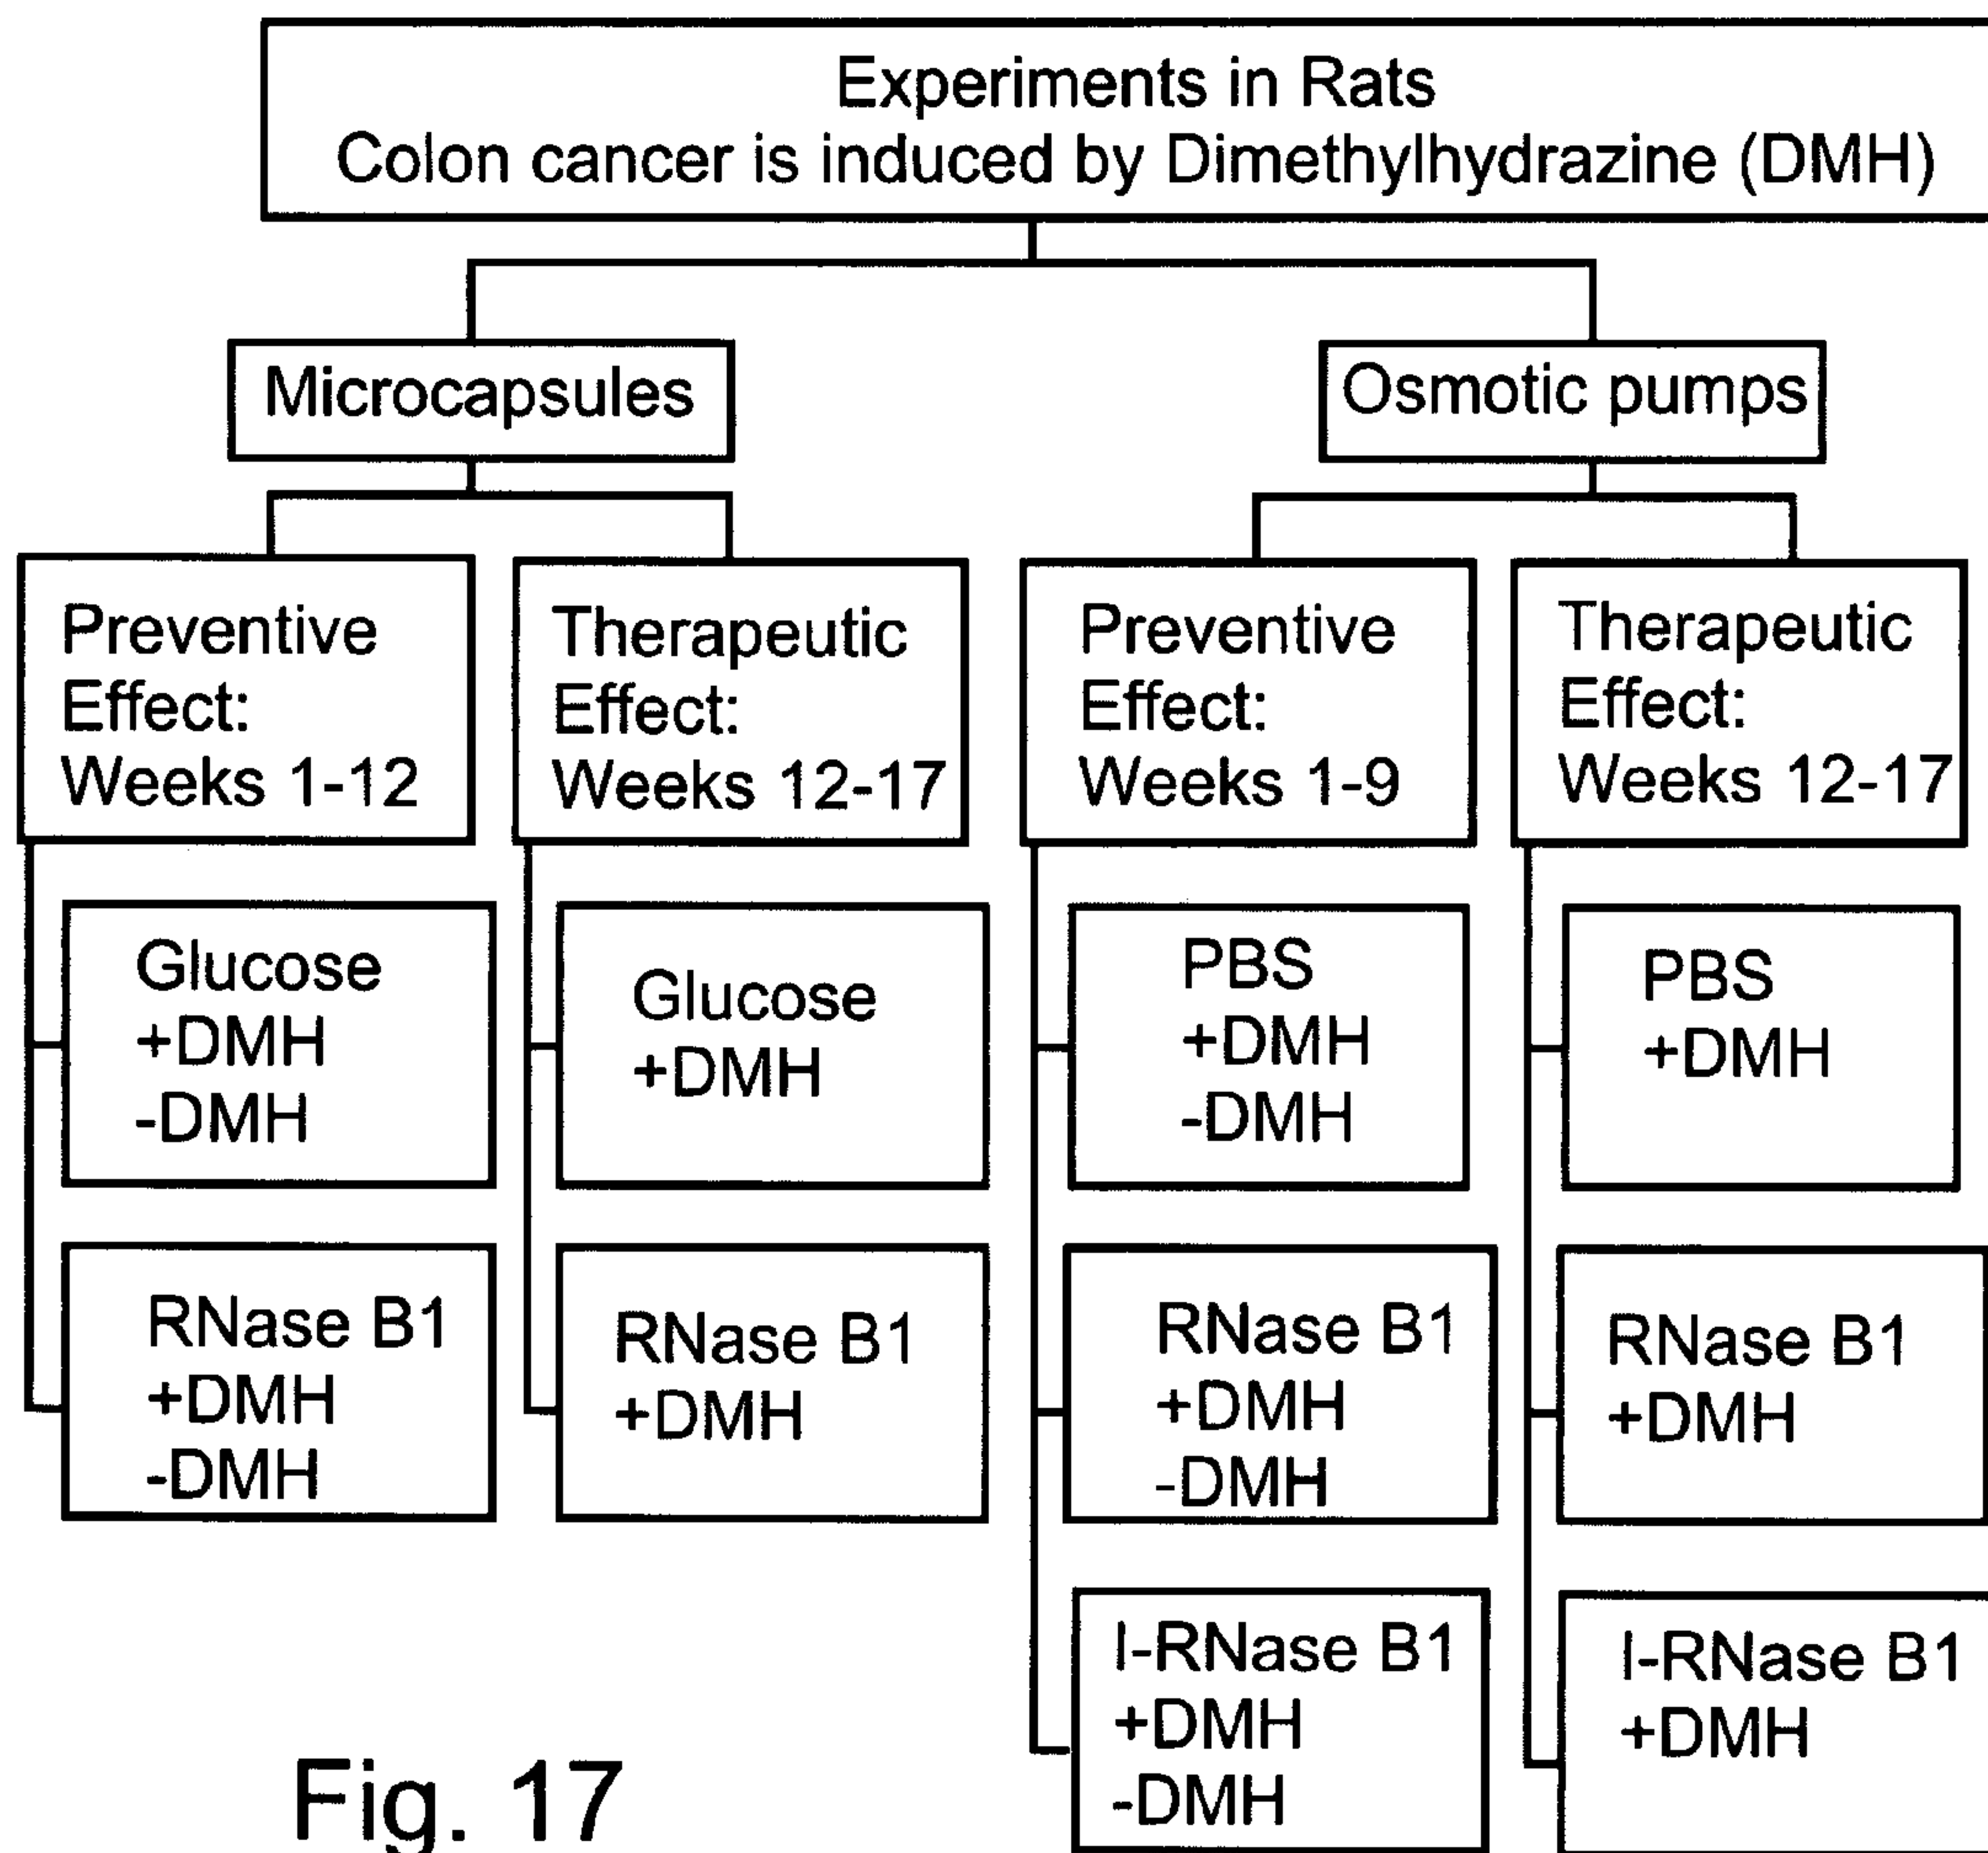 Experiments in Rats
Colon cancer is induced by Dimethylhydrazine (DMH)
Microcapsules
Osmotic pumps
Preventive
Effect:
Weeks 1-12
Therapeutic
Effect:
Weeks 12-17
Preventive
Effect:
Weeks 1-9
Therapeutic
Effect:
Weeks 12-17
Glucose
+DMH
-DMH
Glucose
+DMH
PBS
+DMH
-DMH
PBS
+DMH
RNase B1
+DMH
-DMH
RNase B1
+DMH
RNase B1
+DMH
-DMH
RNase B1
+DMH
I-RNase B1
+DMH
-DMH
I-RNase B1
+DMH
Fig. 17